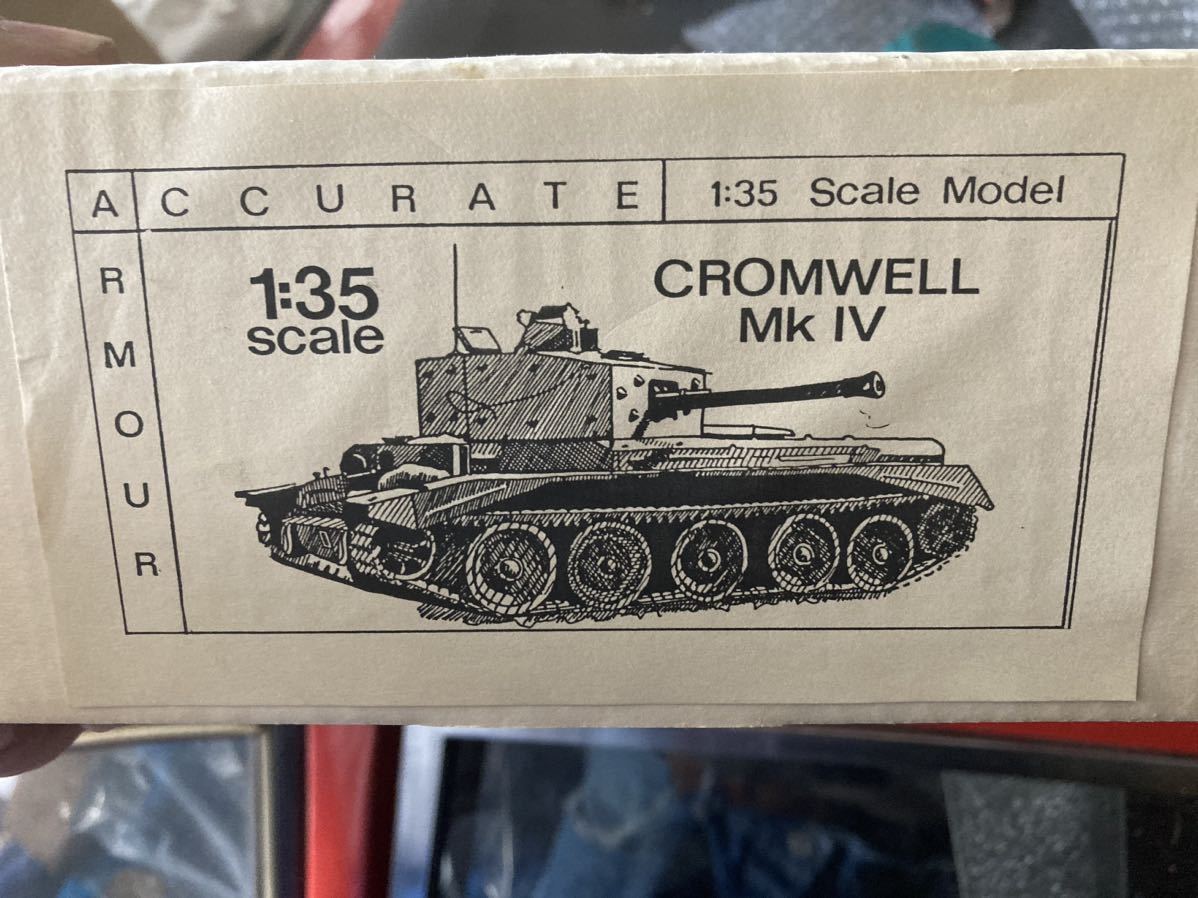 ACCURATE
1:35 Scale Model
ARMOUR
1:35
scale
CROMWELL
Mk IV